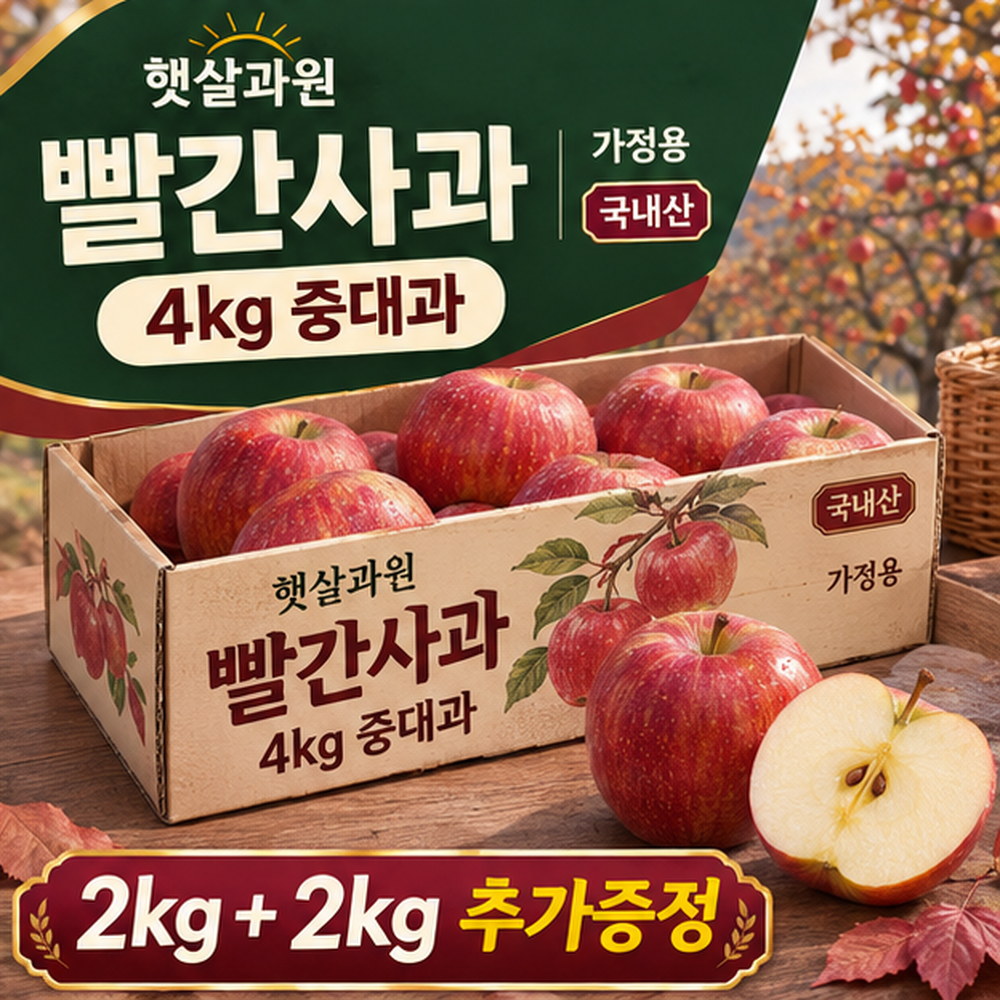 햇살과원
빨간사과
4kg 중대과
가정용
국내산
국내산
가정용
햇살과원
빨간사과
4kg 중대과
2kg + 2kg 추가증정